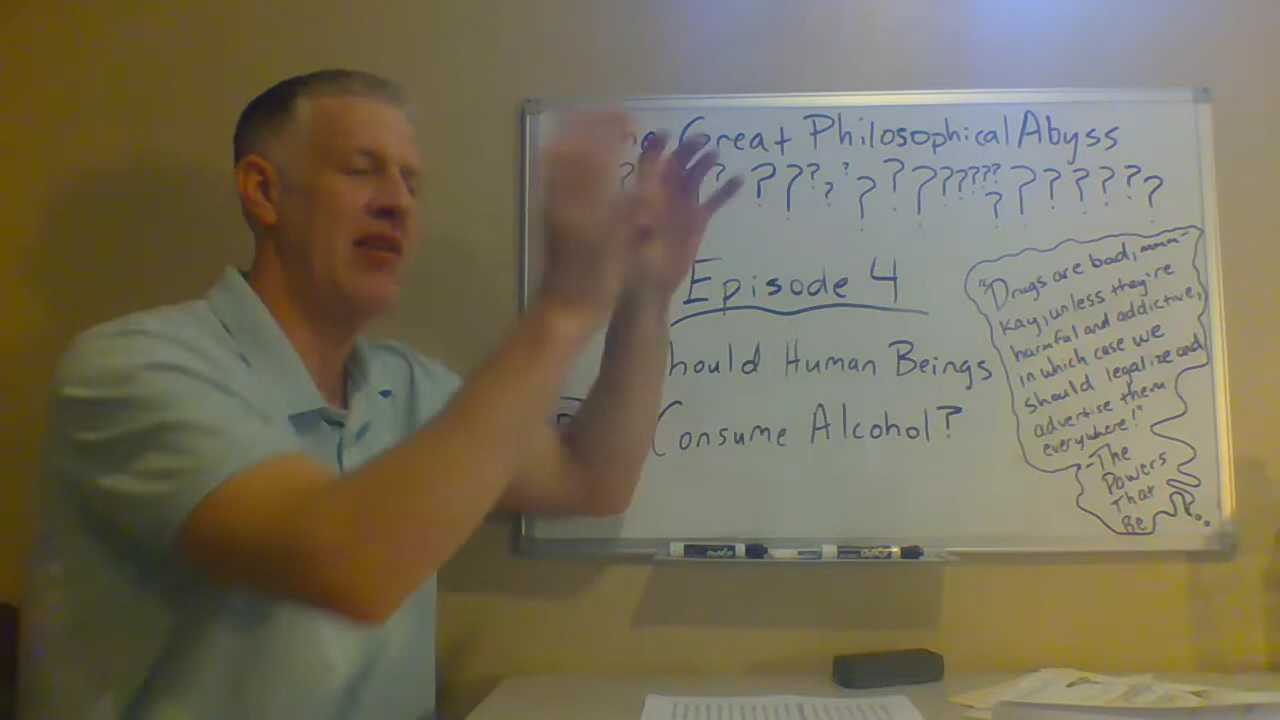 he Great Philosophical Abyss
? ? ? ? ? ? ? ? ? ? ? ? ? ? ? ? ? ? ? ? ?
Episode 4
hould Human Beings
Consume Alcohol?
"Drugs are bad, mmm-
kay, unless they're
harmful and addictive,
in which case we
should legalize and
advertise them
everywhere!"
-The
Powers
That
Be